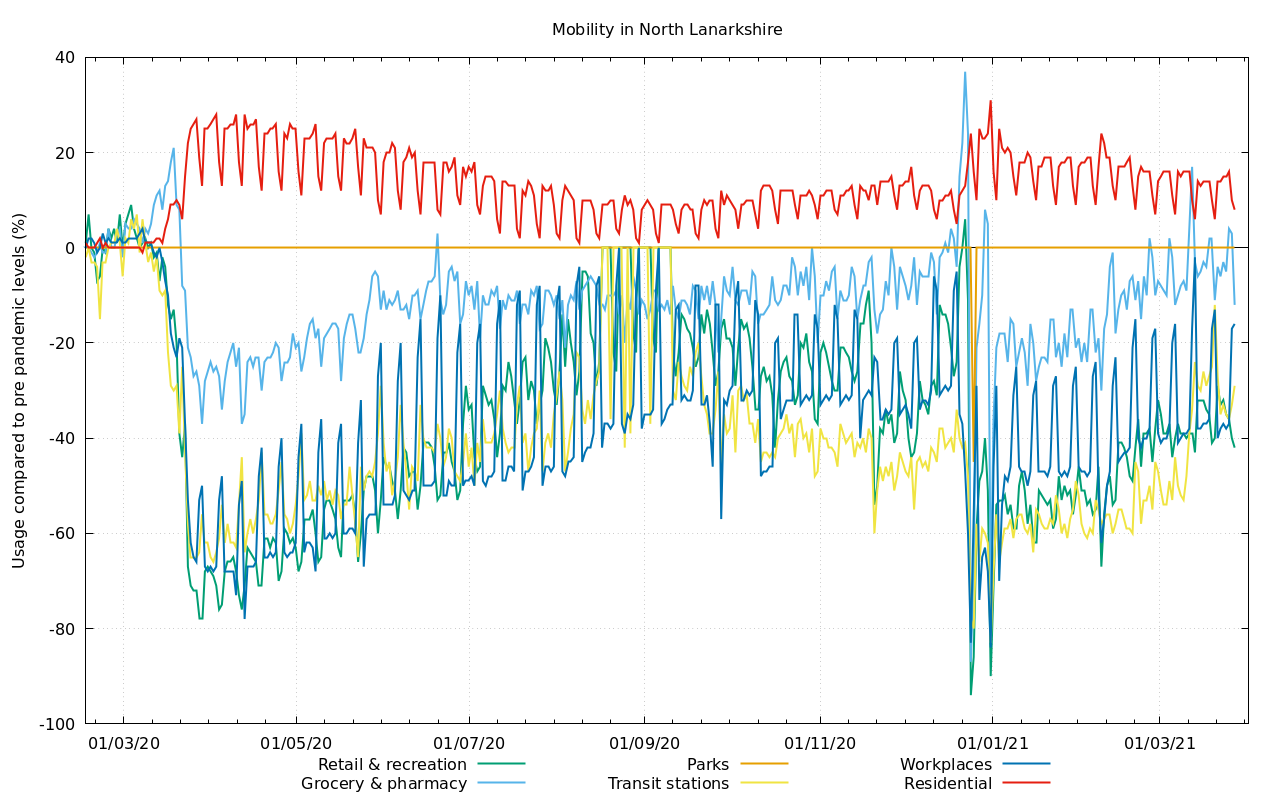 Mobility in North Lanarkshire
Usage compared to pre pandemic levels (%)
40
20
0
-20
-40
-60
-80
-100
01/03/20 01/05/20 01/07/20 01/09/20 01/11/20 01/01/21 01/03/21
Retail & recreation Parks Workplaces
Grocery & pharmacy Transit stations Residential